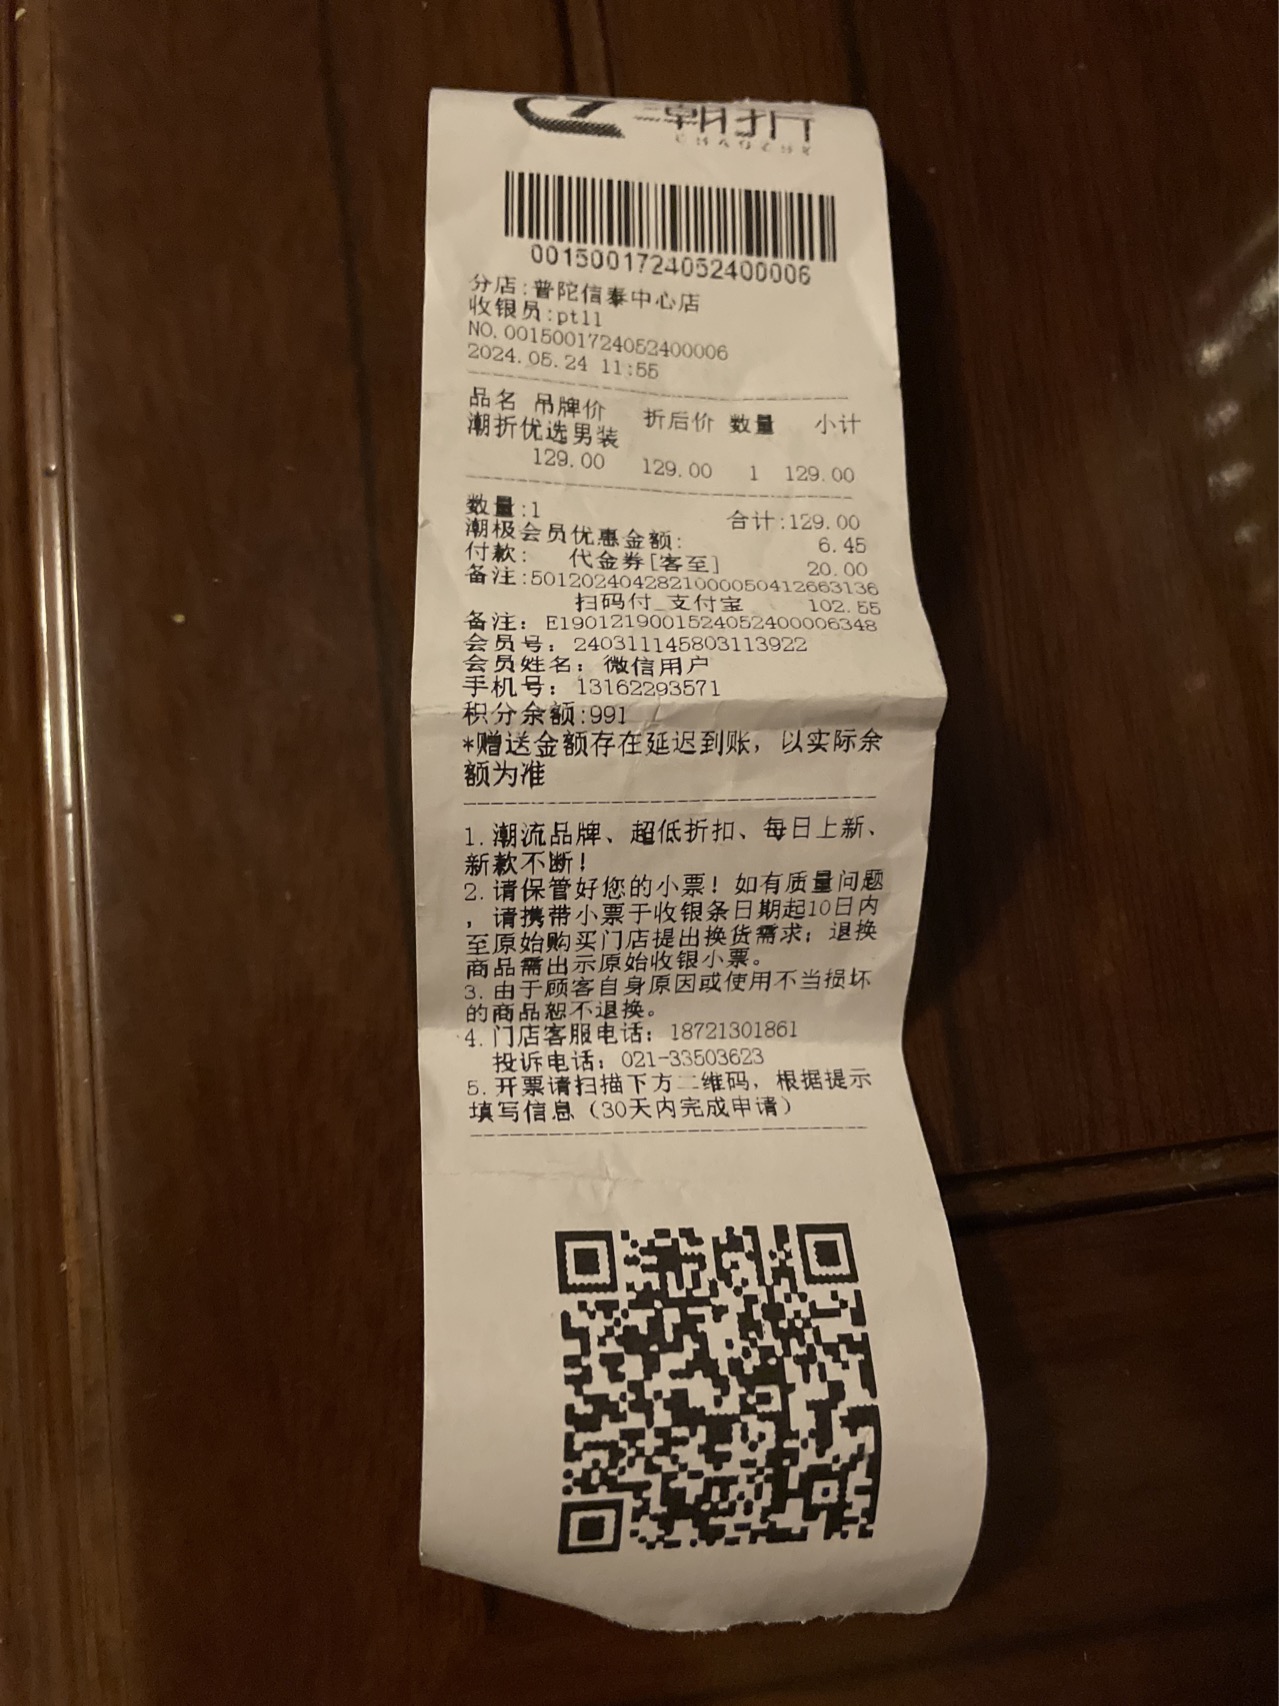 潮折
0015001724052400006
分店:普陀信泰中心店
收银员:pt11
NO.0015001724052400006
2024.05.24 11:55
品名 吊牌价 折后价 数量 小计
潮折优选男装
129.00 129.00 1 129.00
数量:1 合计:129.00
潮极会员优惠金额: 6.45
付款: 代金券[客至] 20.00
备注:5012024042821000050412663136
扫码付_支付宝 102.55
备注: E1901219001524052400006348
会员号: 240311145803113922
会员姓名: 微信用户
手机号: 13162293571
积分余额:991
*赠送金额存在延迟到账，以实际余
额为准
1.潮流品牌、超低折扣、每日上新、
新款不断!
2.请保管好您的小票! 如有质量问题
，请携带小票于收银条日期起10日内
至原始购买门店提出换货需求; 退换
商品需出示原始收银小票。
3.由于顾客自身原因或使用不当损坏
的商品恕不退换。
4.门店客服电话: 18721301861
投诉电话: 021-33503623
5.开票请扫描下方二维码，根据提示
填写信息（30天内完成申请）